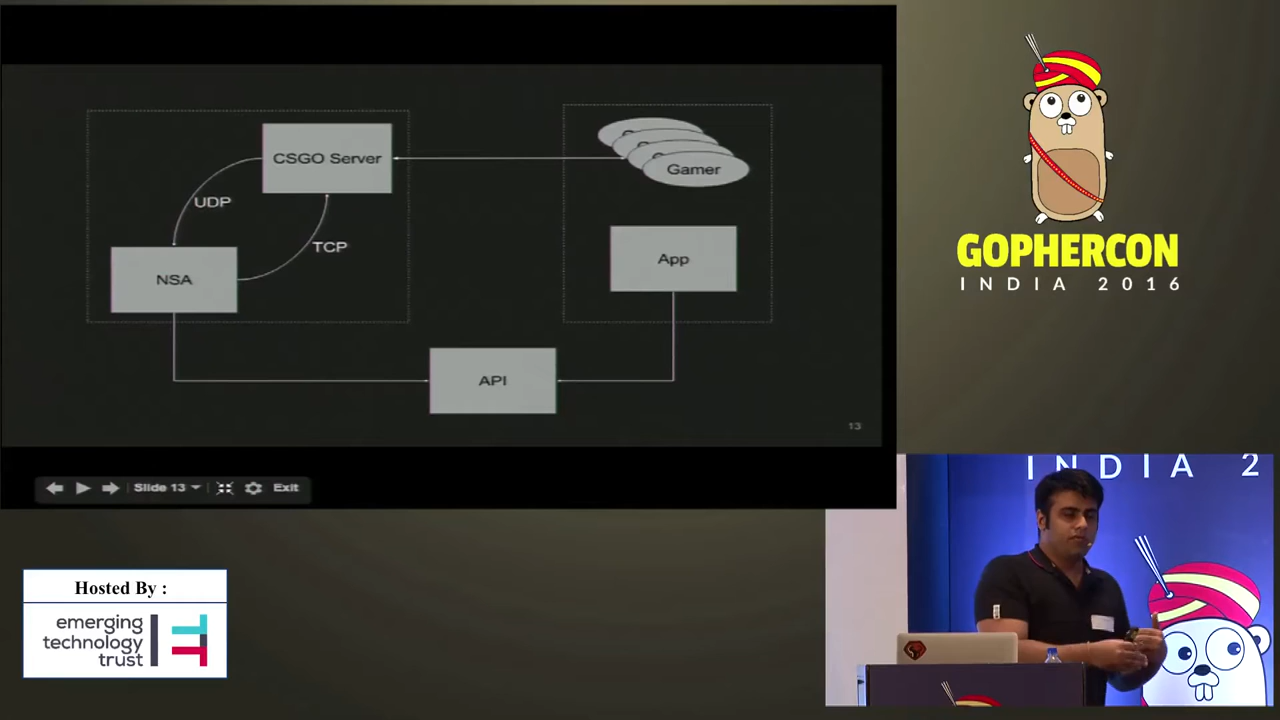 CSGO Server
Gamer
UDP
TCP
NSA
App
API
13
Slide 13
Exit
GOPHERCON
INDIA 2016
INDIA 2
Hosted By :
emerging
technology
trust